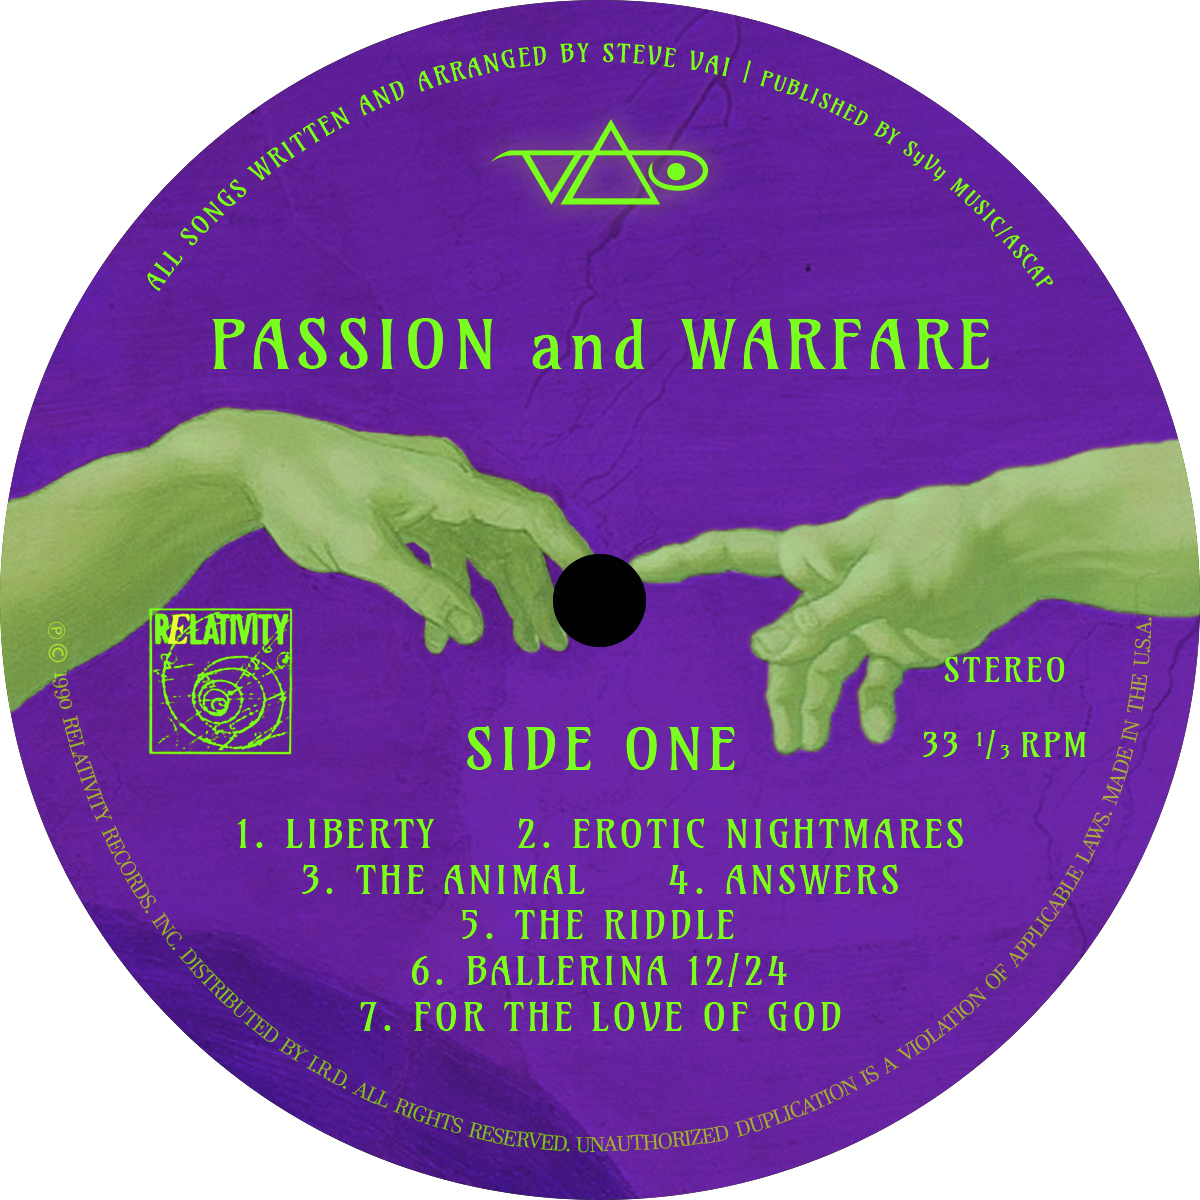 ALL SONGS WRITTEN AND ARRANGED BY STEVE VAI | PUBLISHED BY SyVy MUSIC/ASCAP
VAI
PASSION and WARFARE
RELATIVITY
STEREO
33 1/3 RPM
SIDE ONE
1. LIBERTY 2. EROTIC NIGHTMARES
3. THE ANIMAL 4. ANSWERS
5. THE RIDDLE
6. BALLERINA 12/24
7. FOR THE LOVE OF GOD
℗© 1990 RELATIVITY RECORDS. INC. DISTRIBUTED BY I.R.D. ALL RIGHTS RESERVED. UNAUTHORIZED DUPLICATION IS A VIOLATION OF APPLICABLE LAWS. MADE IN THE U.S.A.